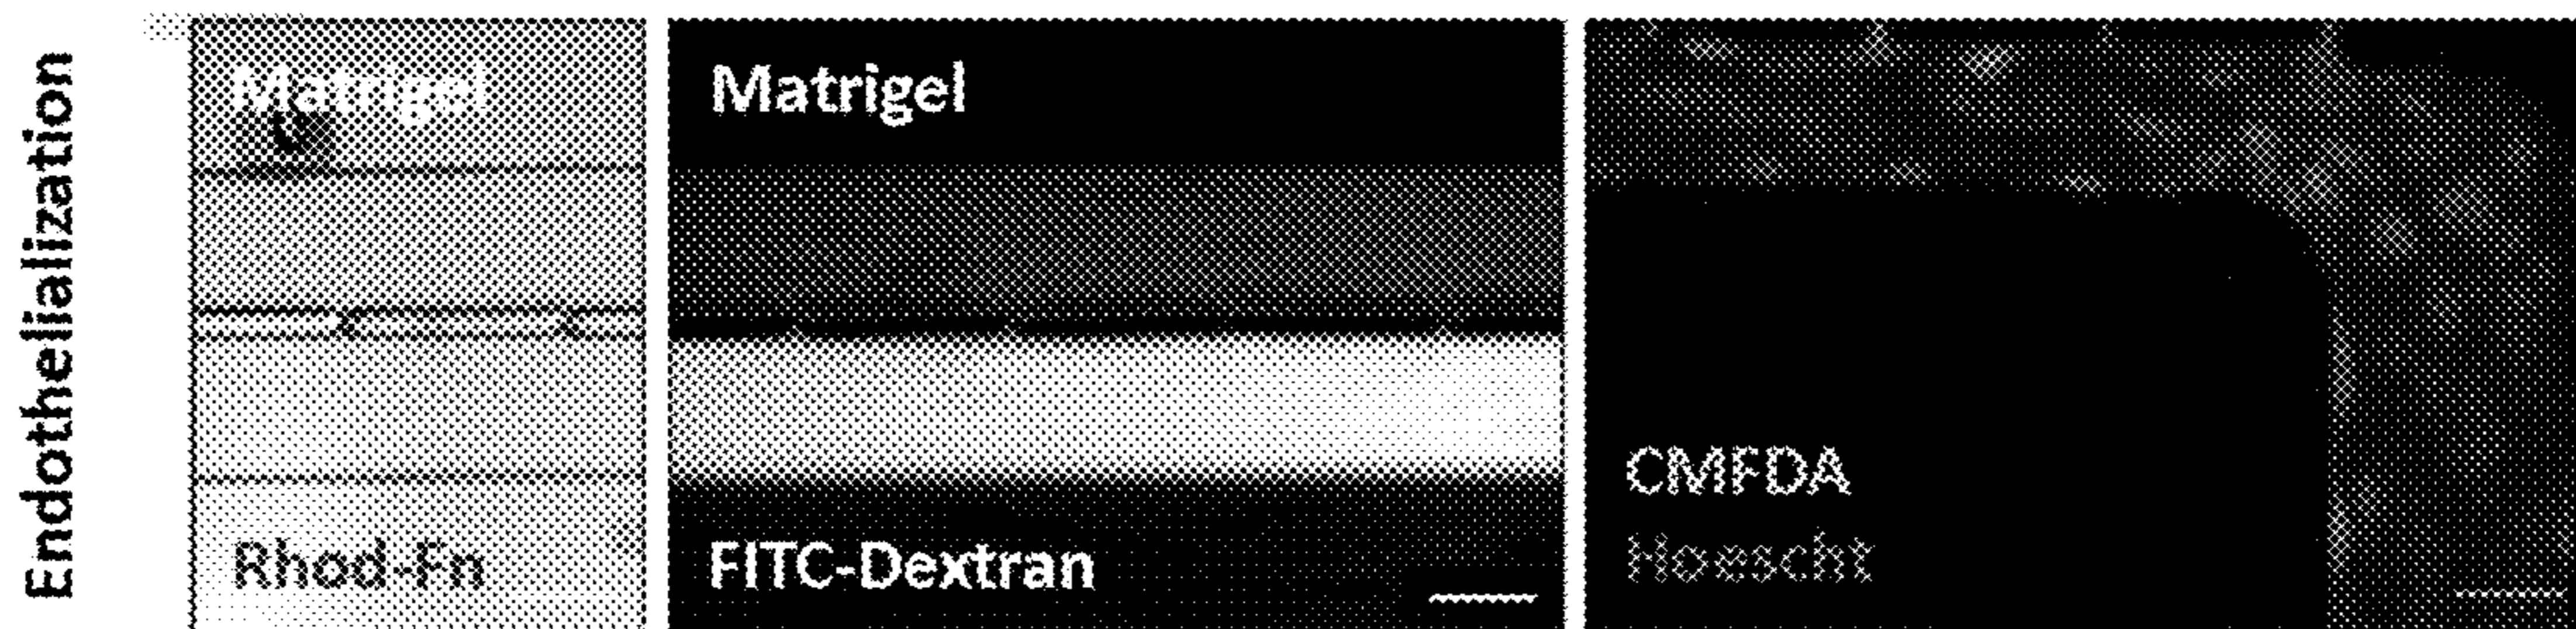 Endothelialization
Matrigel
Rhod-Fn
Matrigel
FITC-Dextran
CMFDA
Hoescht